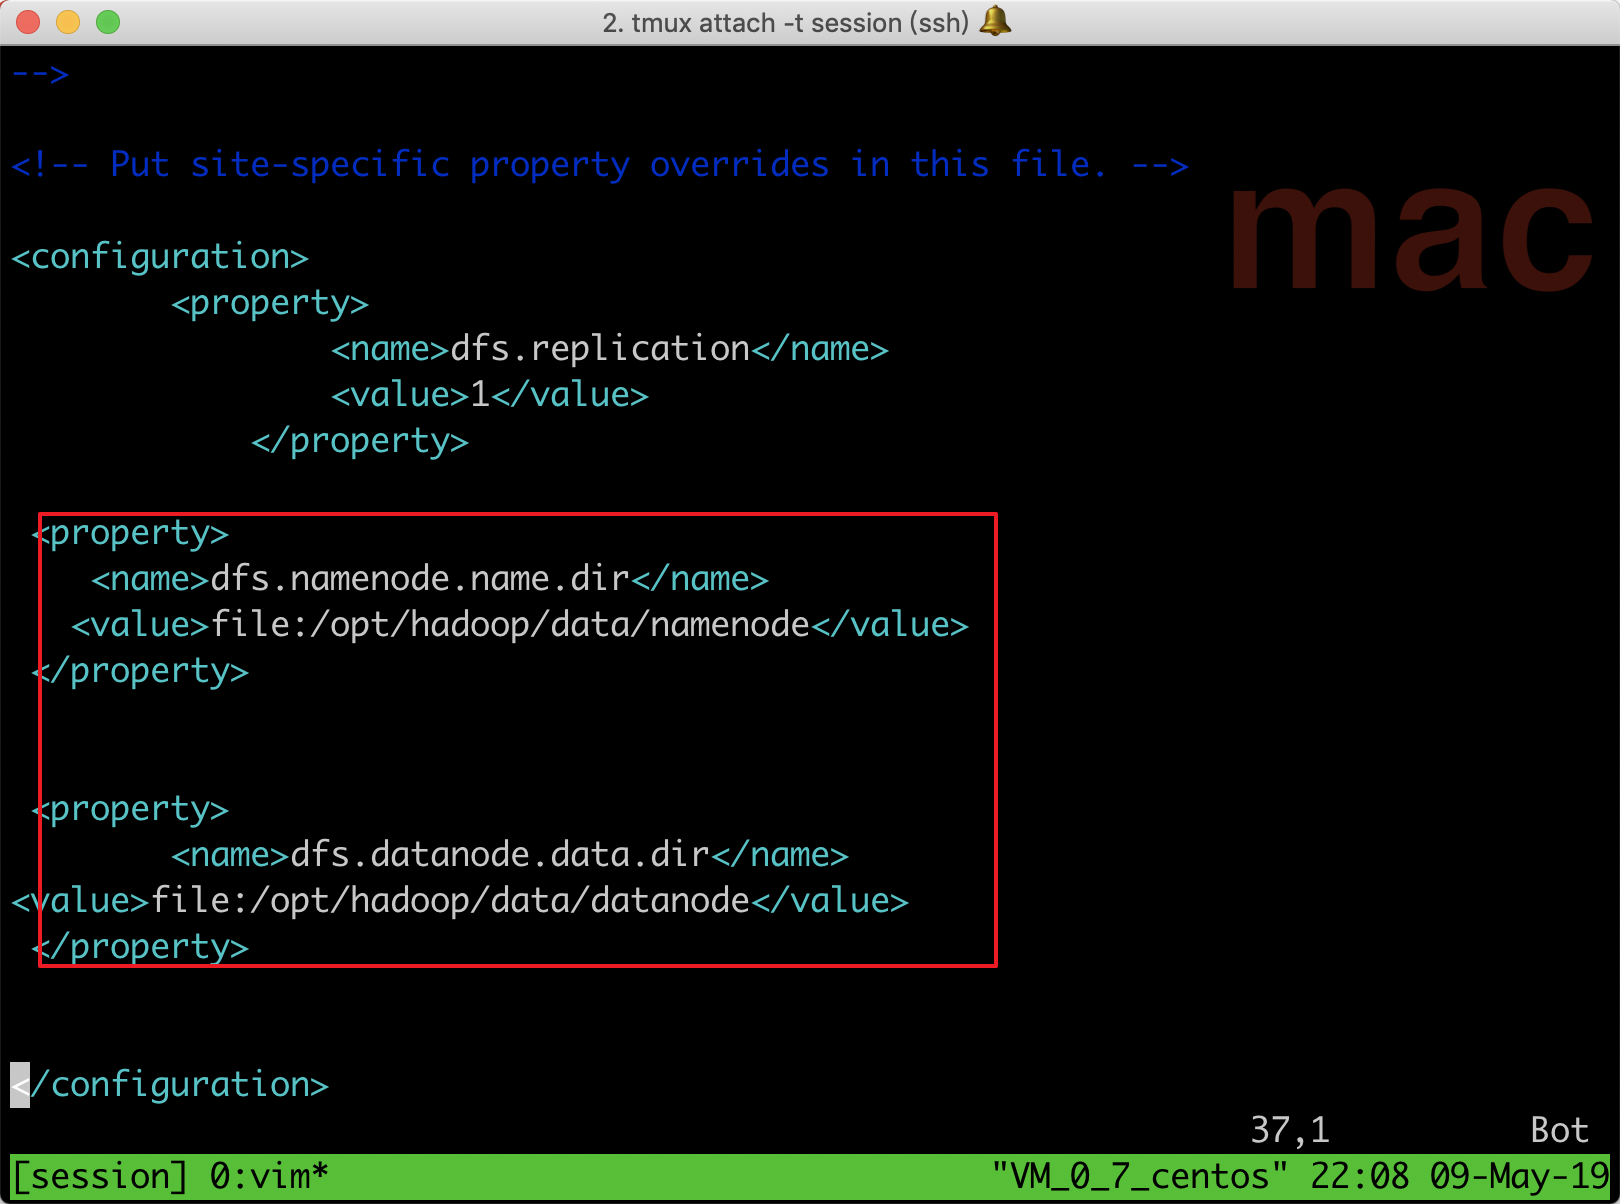 2. tmux attach -t session (ssh)
-->
<!-- Put site-specific property overrides in this file. -->
mac
<configuration>
<property>
<name>dfs.replication</name>
<value>1</value>
</property>
<property>
<name>dfs.namenode.name.dir</name>
<value>file:/opt/hadoop/data/namenode</value>
</property>
<property>
<name>dfs.datanode.data.dir</name>
<value>file:/opt/hadoop/data/datanode</value>
</property>
</configuration>
37,1 Bot
[session] 0:vim* "VM_0_7_centos" 22:08 09-May-19